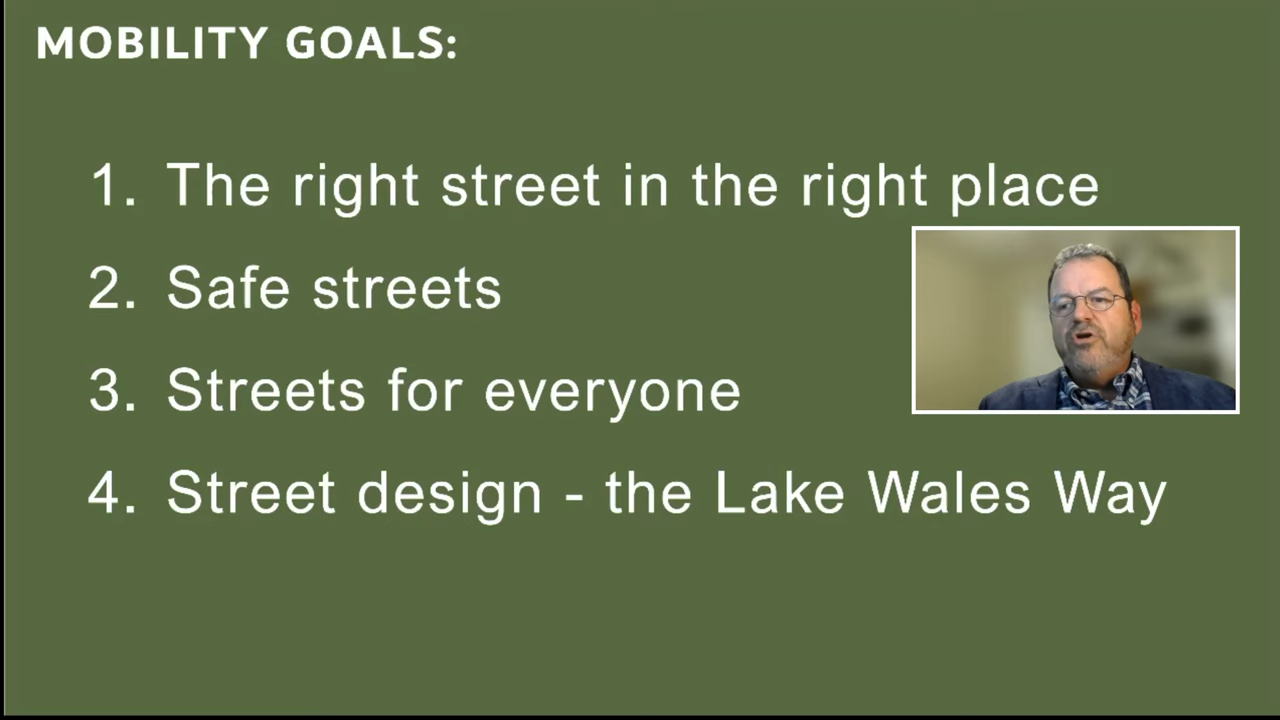 MOBILITY GOALS:
1. The right street in the right place
2. Safe streets
3. Streets for everyone
4. Street design - the Lake Wales Way